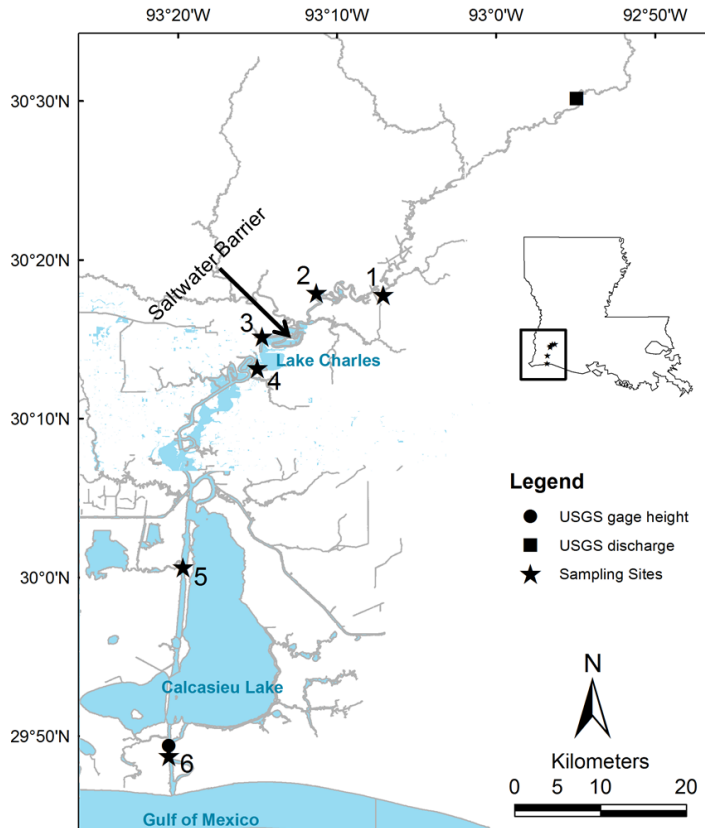 93°20'W 93°10'W 93°0'W 92°50'W
30°30'N
30°20'N
Saltwater Barrier
2
1
3
Lake Charles
4
30°10'N
Legend
USGS gage height
USGS discharge
Sampling Sites
5
30°0'N
N
Calcasieu Lake
29°50'N
6
Kilometers
0 5 10 20
Gulf of Mexico